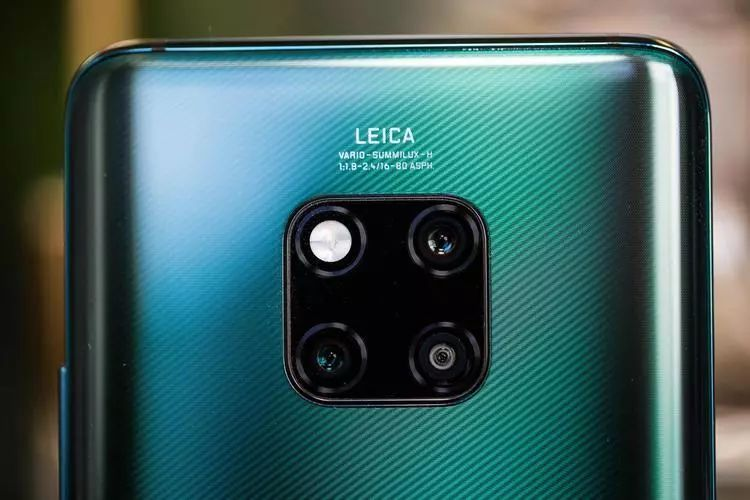 LEICA
VARIO-SUMMILUX-H
1:1.8-2.4/16-80 ASPH.